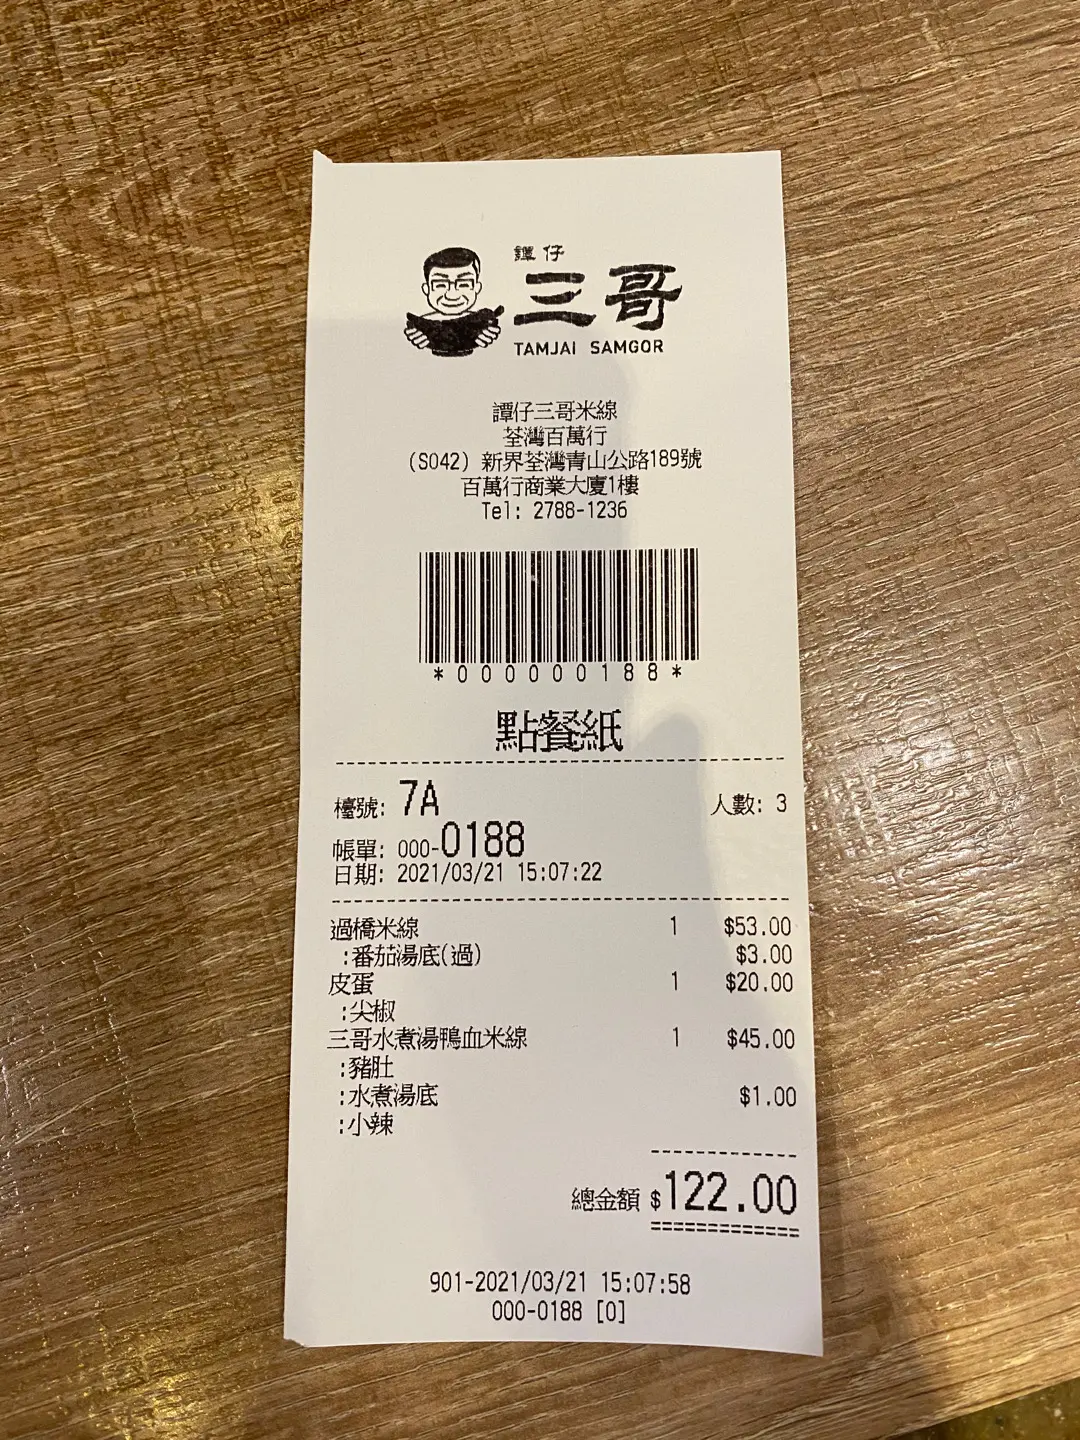 譚仔
三哥
TAMJAI SAMGOR
譚仔三哥米線
荃灣百萬行
(S042) 新界荃灣青山公路189號
百萬行商業大廈1樓
Tel: 2788-1236
*000000188*
點餐紙
檯號: 7A 人數: 3
帳單: 000-0188
日期: 2021/03/21 15:07:22
過橋米線 1 $53.00
:番茄湯底(過) $3.00
皮蛋 1 $20.00
:尖椒
三哥水煮湯鴨血米線 1 $45.00
:豬肚
:水煮湯底 $1.00
:小辣
總金額 $122.00
901-2021/03/21 15:07:58
000-0188 [0]